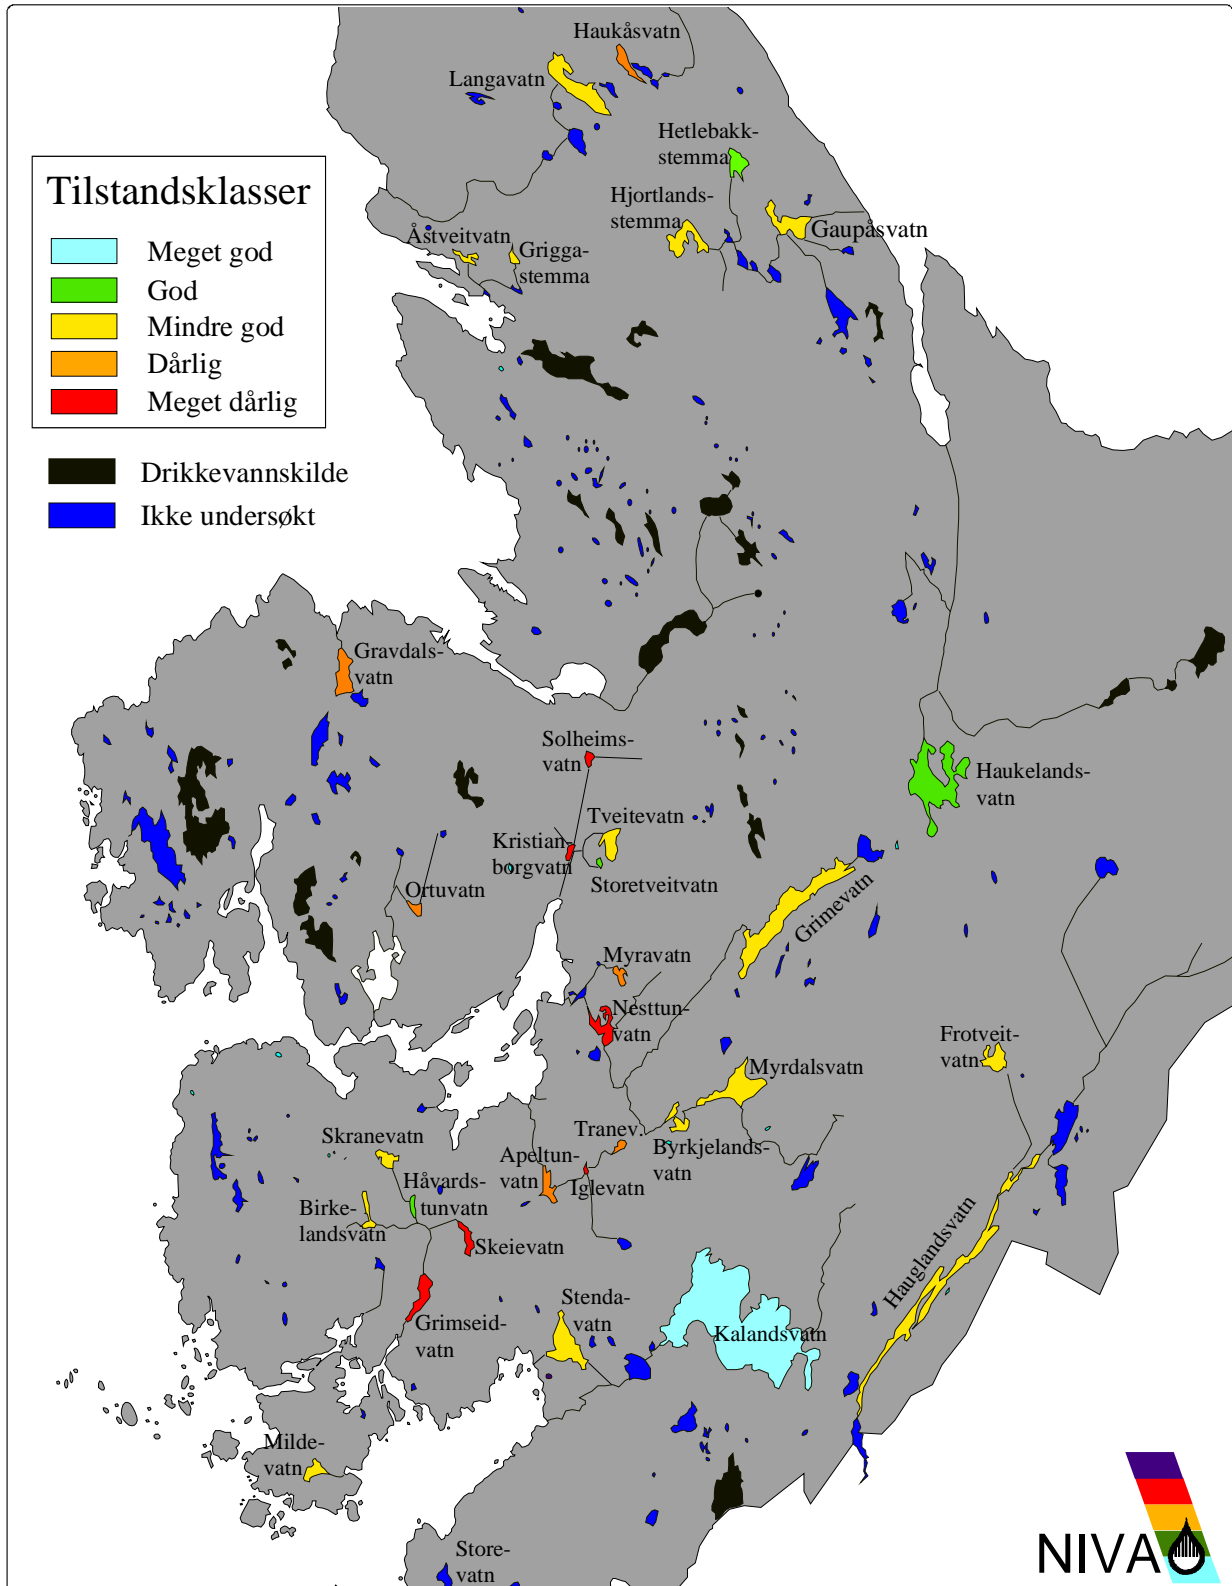 Haukåsvatn
Langavatn
Hetlebakk-
stemma
Tilstandsklasser
Meget god
God
Mindre god
Dårlig
Meget dårlig
Drikkevannskilde
Ikke undersøkt
Hjortlands-
stemma
Gaupåsvatn
Åstveitvatn
Grigga-
stemma
Gravdals-
vatn
Solheims-
vatn
Haukelands-
vatn
Tveitevatn
Kristian-
borgvatn
Storetveitvatn
Ortuvatn
Grimevatn
Myravatn
Nesttun-
vatn
Frotveit-
vatn
Myrdalsvatn
Skranevatn
Tranev.
Byrkjelands-
vatn
Apeltun-
vatn
Iglevatn
Håvards-
tunvatn
Birke-
landsvatn
Skeievatn
Hauglandsvatn
Stenda-
vatn
Grimseid-
vatn
Kalandsvatn
Milde-
vatn
Store-
vatn
NIVA